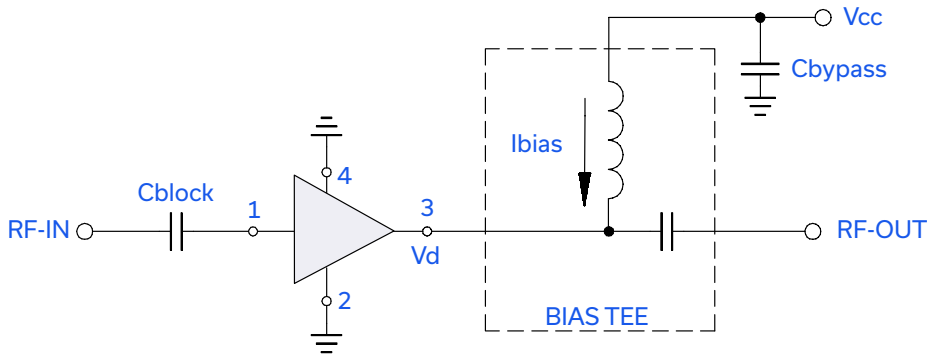 Vcc
Cbypass
Ibias
4
Cblock
1
3
RF-IN
Vd
RF-OUT
2
BIAS TEE